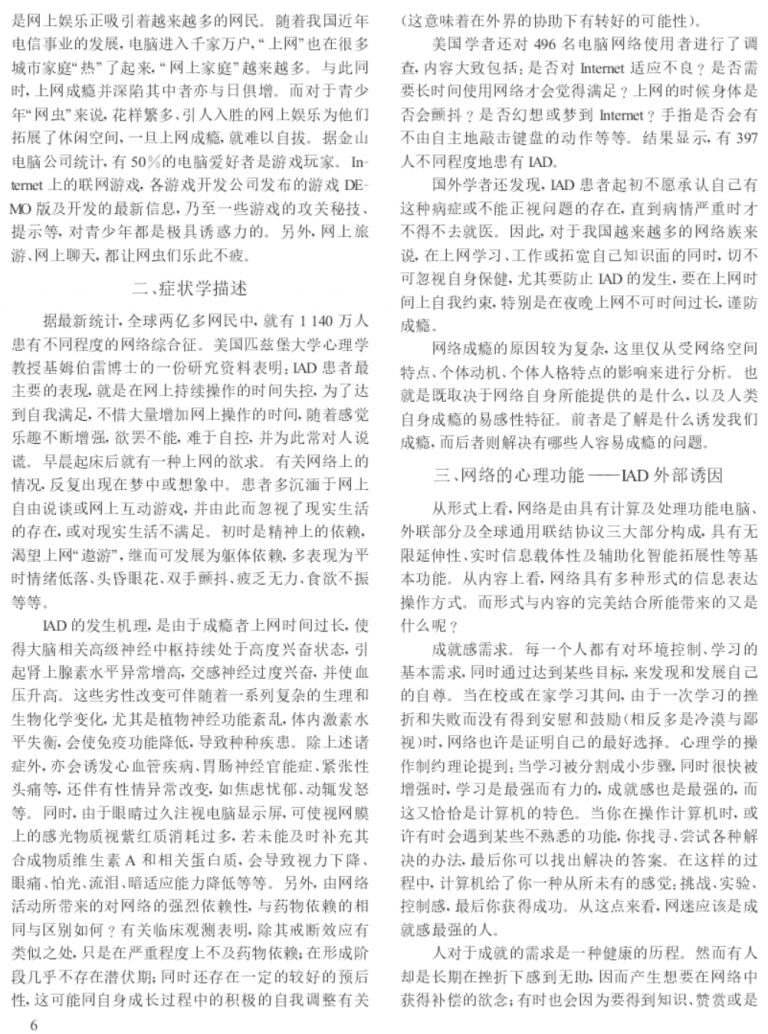 是网上娱乐正吸引着越来越多的网民。随着我国近年
电信事业的发展,电脑进入千家万户,“上网”也在很多
城市家庭“热”了起来,“网上家庭”越来越多。与此同
时,上网成瘾并深陷其中者亦与日俱增。而对于青少
年“网虫”来说,花样繁多、引人入胜的网上娱乐为他们
拓展了休闲空间,一旦上网成瘾,就难以自拔。据金山
电脑公司统计,有50%的电脑爱好者是游戏玩家。In-
ternet上的联网游戏,各游戏开发公司发布的游戏DE-
MO版及开发的最新信息,乃至一些游戏的攻关秘技、
提示等,对青少年都是极具诱惑力的。另外,网上旅
游、网上聊天,都让网虫们乐此不疲。
二、症状学描述
据最新统计,全球两亿多网民中,就有1140万人
患有不同程度的网络综合征。美国匹兹堡大学心理学
教授基姆伯雷博士的一份研究资料表明:IAD患者最
主要的表现,就是在网上持续操作的时间失控,为了达
到自我满足,不惜大量增加网上操作的时间,随着感觉
乐趣不断增强,欲罢不能,难于自控,并为此常对人说
谎。早晨起床后就有一种上网的欲求。有关网络上的
情况,反复出现在梦中或想象中。患者多沉湎于网上
自由说谈或网上互动游戏,并由此而忽视了现实生活
的存在,或对现实生活不满足。初时是精神上的依赖,
渴望上网“遨游”,继而可发展为躯体依赖,多表现为平
时情绪低落、头昏眼花、双手颤抖、疲乏无力、食欲不振
等等。
IAD的发生机理,是由于成瘾者上网时间过长,使
得大脑相关高级神经中枢持续处于高度兴奋状态,引
起肾上腺素水平异常增高,交感神经过度兴奋,并使血
压升高。这些劣性改变可伴随着一系列复杂的生理和
生物化学变化,尤其是植物神经功能紊乱,体内激素水
平失衡,会使免疫功能降低,导致种种疾患。除上述诸
症外,亦会诱发心血管疾病、胃肠神经官能症、紧张性
头痛等,还伴有性情异常改变,如焦虑忧郁、动辄发怒
等。同时,由于眼睛过久注视电脑显示屏,可使视网膜
上的感光物质视紫红质消耗过多,若未能及时补充其
合成物质维生素A和相关蛋白质,会导致视力下降、
眼痛、怕光、流泪、暗适应能力降低等等。另外,由网络
活动所带来的对网络的强烈依赖性,与药物依赖的相
同与区别如何?有关临床观测表明,除其戒断效应有
类似之处,只是在严重程度上不及药物依赖;在形成阶
段几乎不存在潜伏期;同时还存在一定的较好的预后
性,这可能同自身成长过程中的积极的自我调整有关
6
(这意味着在外界的协助下有转好的可能性)。
美国学者还对496名电脑网络使用者进行了调
查,内容大致包括:是否对Internet适应不良?是否需
要长时间使用网络才会觉得满足?上网的时候身体是
否会颤抖?是否幻想或梦到Internet?手指是否会有
不由自主地敲击键盘的动作等等。结果显示,有397
人不同程度地患有IAD。
国外学者还发现,IAD患者起初不愿承认自己有
这种病症或不能正视问题的存在,直到病情严重时才
不得不去就医。因此,对于我国越来越多的网络族来
说,在上网学习、工作或拓宽自己知识面的同时,切不
可忽视自身保健,尤其要防止IAD的发生,要在上网时
间上自我约束,特别是在夜晚上网不可时间过长,谨防
成瘾。
网络成瘾的原因较为复杂,这里仅从受网络空间
特点、个体动机、个体人格特点的影响来进行分析。也
就是既取决于网络自身所能提供的是什么,以及人类
自身成瘾的易感性特征。前者是了解是什么诱发我们
成瘾,而后者则解决有哪些人容易成瘾的问题。
三、网络的心理功能——IAD外部诱因
从形式上看,网络是由具有计算及处理功能电脑、
外联部分及全球通用联结协议三大部分构成,具有无
限延伸性、实时信息载体性及辅助化智能拓展性等基
本功能。从内容上看,网络具有多种形式的信息表达
操作方式。而形式与内容的完美结合所能带来的又是
什么呢?
成就感需求。每一个人都有对环境控制、学习的
基本需求,同时通过达到某些目标,来发现和发展自己
的自尊。当在校或在家学习其间,由于一次学习的挫
折和失败而没有得到安慰和鼓励(相反多是冷漠与鄙
视)时,网络也许是证明自己的最好选择。心理学的操
作制约理论提到:当学习被分割成小步骤,同时很快被
增强时,学习是最强而有力的,成就感也是最强的,而
这又恰恰是计算机的特色。当你在操作计算机时,或
许有时会遇到某些不熟悉的功能,你找寻、尝试各种解
决的办法,最后你可以找出解决的答案。在这样的过
程中,计算机给了你一种从所未有的感觉:挑战、实验、
控制感,最后你获得成功。从这点来看,网迷应该是成
就感最强的人。
人对于成就的需求是一种健康的历程。然而有人
却是长期在挫折下感到无助,因而产生想要在网络中
获得补偿的欲念;有时也会因为要得到知识、赞赏或是